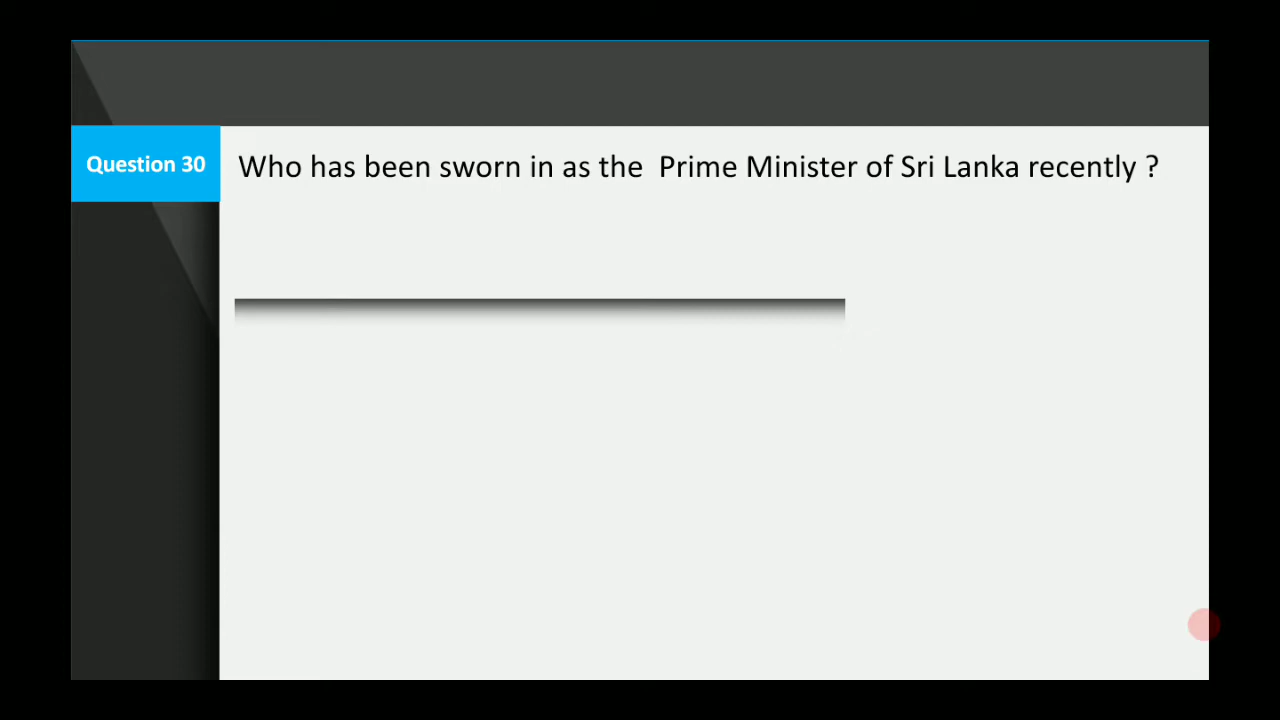 Question 30
Who has been sworn in as the  Prime Minister of Sri Lanka recently ?